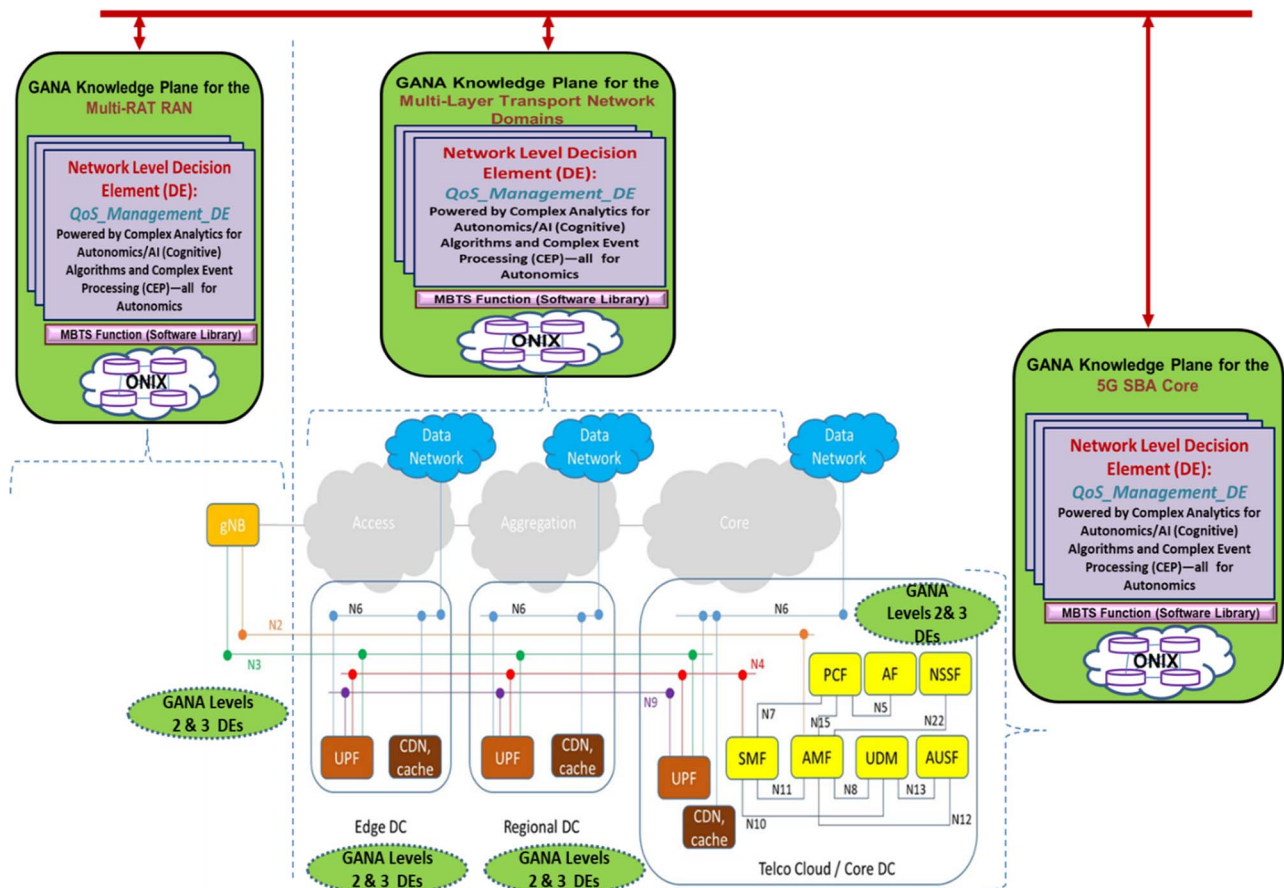 GANA Knowledge Plane for the
Multi-RAT RAN
Network Level Decision
Element (DE):
QoS_Management_DE
Powered by Complex Analytics for
Autonomics/AI (Cognitive)
Algorithms and Complex Event
Processing (CEP)—all for
Autonomics
MBTS Function (Software Library)
ONIX
GANA Knowledge Plane for the
Multi-Layer Transport Network
Domains
Network Level Decision
Element (DE):
QoS_Management_DE
Powered by Complex Analytics for
Autonomics/AI (Cognitive)
Algorithms and Complex Event
Processing (CEP)—all for
Autonomics
MBTS Function (Software Library)
ONIX
GANA Knowledge Plane for the
5G SBA Core
Network Level Decision
Element (DE):
QoS_Management_DE
Powered by Complex Analytics for
Autonomics/AI (Cognitive)
Algorithms and Complex Event
Processing (CEP)—all for
Autonomics
MBTS Function (Software Library)
ONIX
Data
Network
Data
Network
Data
Network
gNB
Access
Aggregation
Core
N6
N6
N6
GANA
Levels 2& 3
DEs
N2
N3
N4
N9
GANA Levels
2 & 3 DEs
PCF
AF
NSSF
N7
N15
N5
N22
UPF
CDN,
cache
UPF
CDN,
cache
UPF
CDN,
cache
SMF
AMF
UDM
AUSF
N11
N8
N13
N10
N12
Edge DC
Regional DC
Telco Cloud / Core DC
GANA Levels
2 & 3 DEs
GANA Levels
2 & 3 DEs